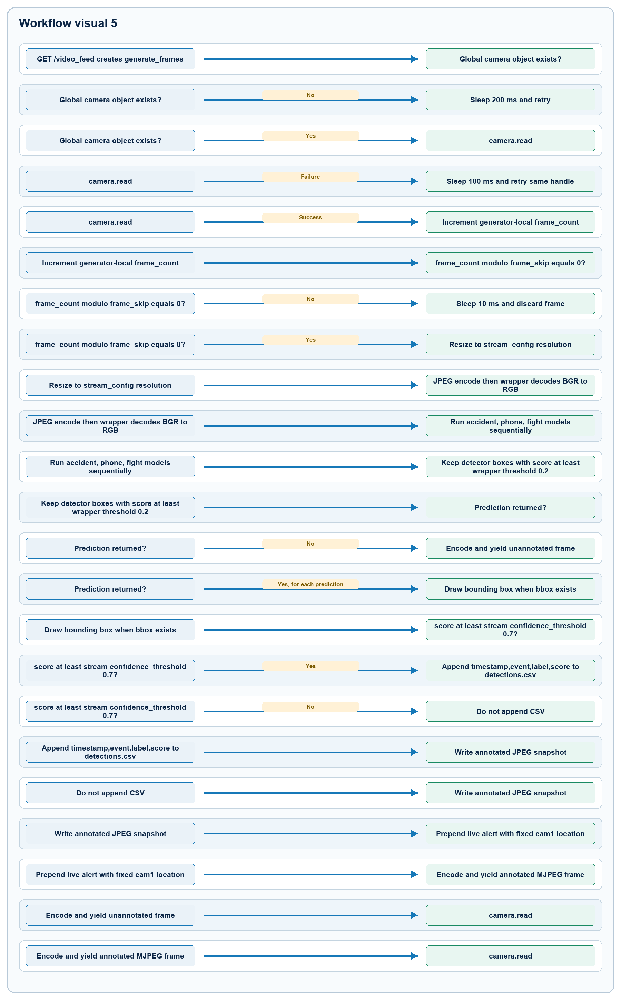 Workflow visual 5
GET /video_feed creates generate_frames
Global camera object exists?
Global camera object exists?
No
Sleep 200 ms and retry
Global camera object exists?
Yes
camera.read
camera.read
Failure
Sleep 100 ms and retry same handle
camera.read
Success
Increment generator-local frame_count
Increment generator-local frame_count
frame_count modulo frame_skip equals 0?
frame_count modulo frame_skip equals 0?
No
Sleep 10 ms and discard frame
frame_count modulo frame_skip equals 0?
Yes
Resize to stream_config resolution
Resize to stream_config resolution
JPEG encode then wrapper decodes BGR to
RGB
JPEG encode then wrapper decodes BGR to
RGB
Run accident, phone, fight models
sequentially
Run accident, phone, fight models
sequentially
Keep detector boxes with score at least
wrapper threshold 0.2
Keep detector boxes with score at least
wrapper threshold 0.2
Prediction returned?
Prediction returned?
No
Encode and yield unannotated frame
Prediction returned?
Yes, for each prediction
Draw bounding box when bbox exists
Draw bounding box when bbox exists
score at least stream confidence_threshold
0.7?
score at least stream confidence_threshold
0.7?
Yes
Append timestamp,event,label,score to
detections.csv
score at least stream confidence_threshold
0.7?
No
Do not append CSV
Append timestamp,event,label,score to
detections.csv
Write annotated JPEG snapshot
Do not append CSV
Write annotated JPEG snapshot
Write annotated JPEG snapshot
Prepend live alert with fixed cam1 location
Prepend live alert with fixed cam1 location
Encode and yield annotated MJPEG frame
Encode and yield unannotated frame
camera.read
Encode and yield annotated MJPEG frame
camera.read